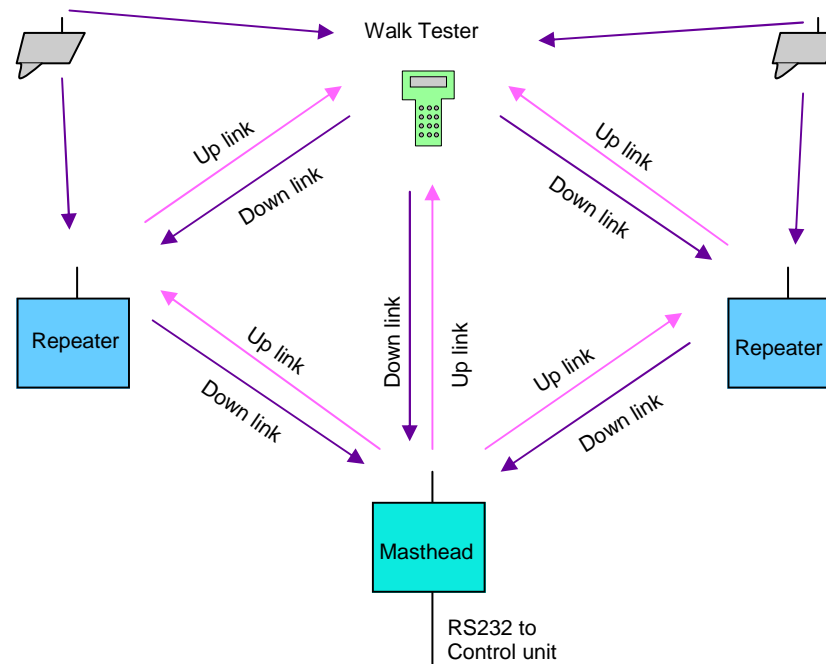 Walk Tester
Up link
Down link
Up link
Down link
Repeater
Up link
Down link
Down link
Up link
Up link
Down link
Repeater
Masthead
RS232 to
Control unit